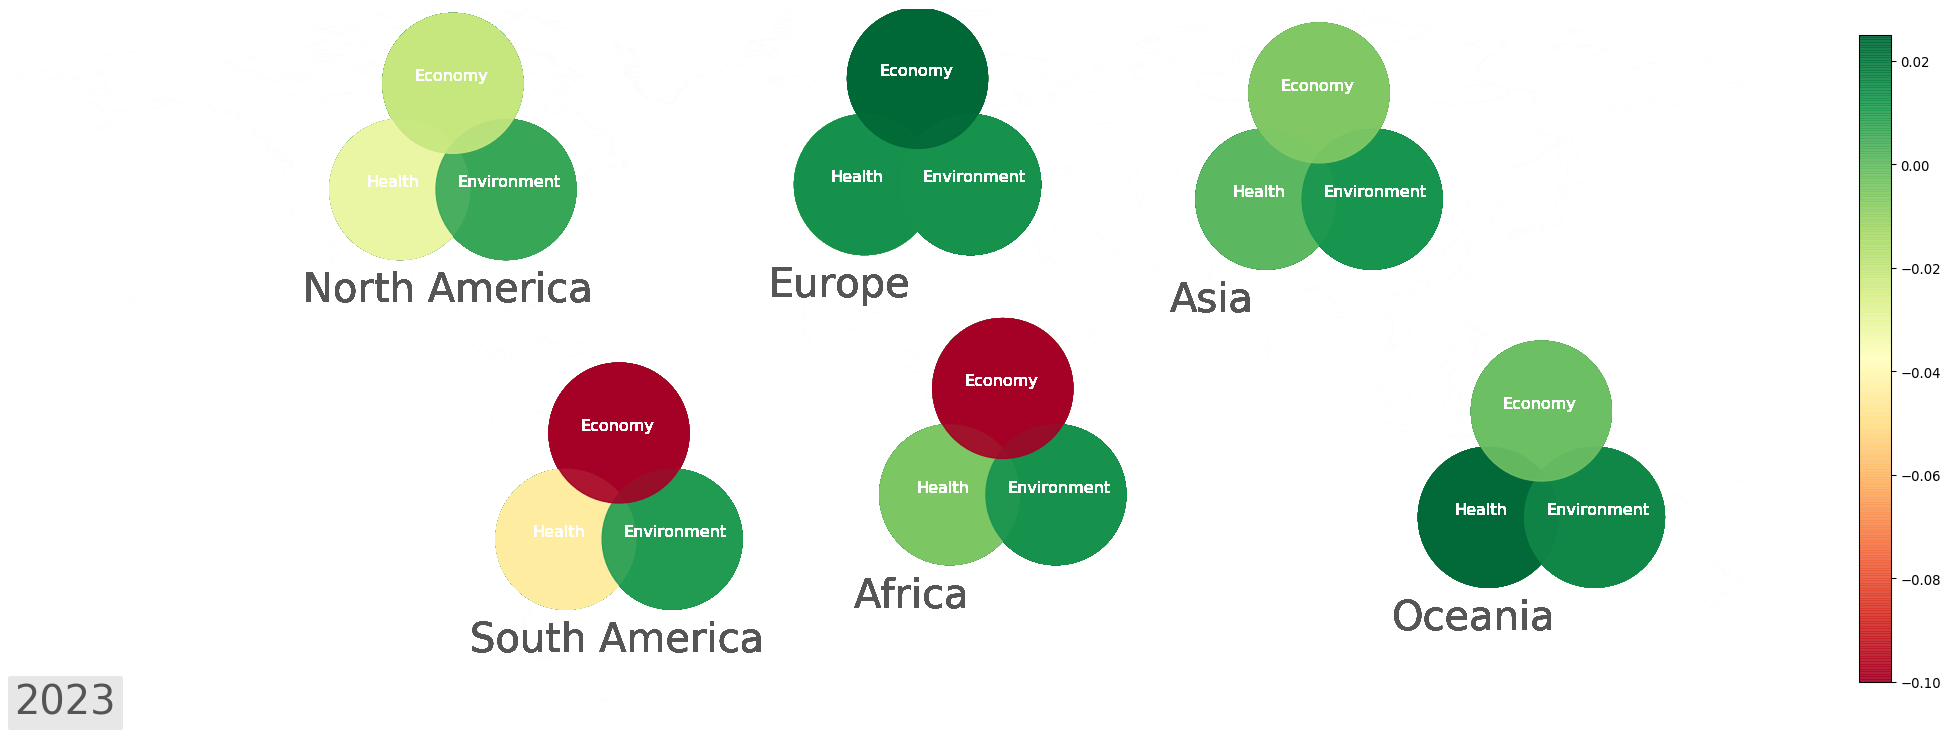 Economy
Health
Environment
North America
Economy
Health
Environment
Europe
Economy
Health
Environment
Asia
Economy
Health
Environment
South America
Economy
Health
Environment
Africa
Economy
Health
Environment
Oceania
2023
0.02
0.00
−0.02
−0.04
−0.06
−0.08
−0.10